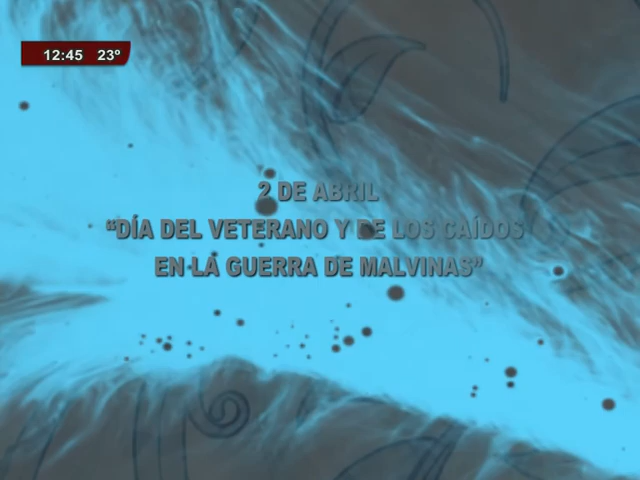 12:45 23º
2 DE ABRIL
“DÍA DEL VETERANO Y DE LOS CAÍDOS
EN LA GUERRA DE MALVINAS”